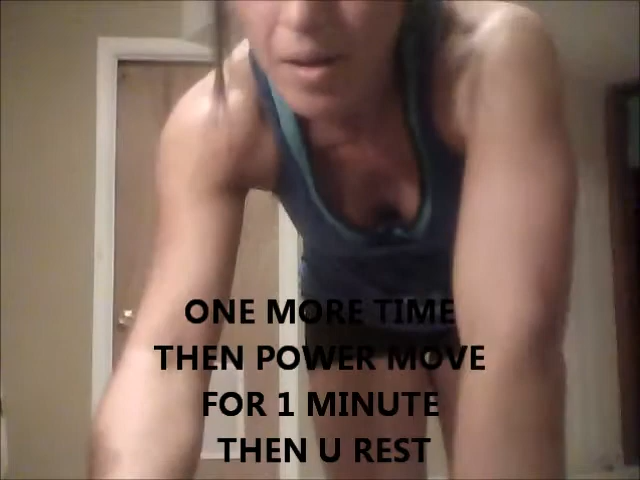 ONE MORE TIME
THEN POWER MOVE
FOR 1 MINUTE
THEN U REST